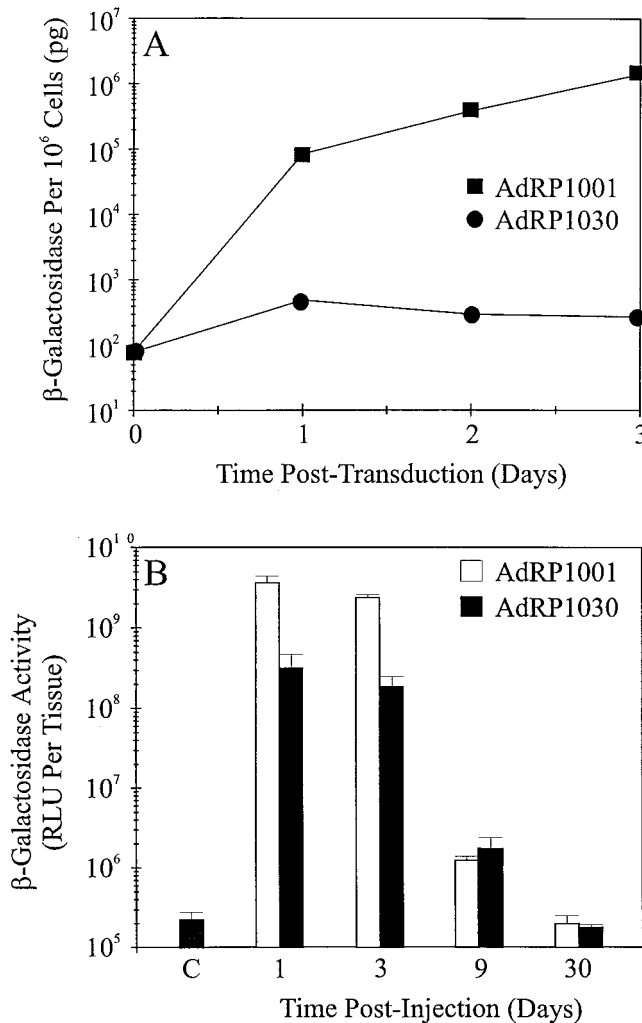 A
β-Galactosidase Per 10⁶ Cells (pg)
10⁷
10⁶
10⁵
10⁴
10³
10²
10¹
AdRP1001
AdRP1030
0 1 2 3
Time Post-Transduction (Days)
B
β-Galactosidase Activity
(RLU Per Tissue)
10¹⁰
10⁹
10⁸
10⁷
10⁶
10⁵
AdRP1001
AdRP1030
C 1 3 9 30
Time Post-Injection (Days)